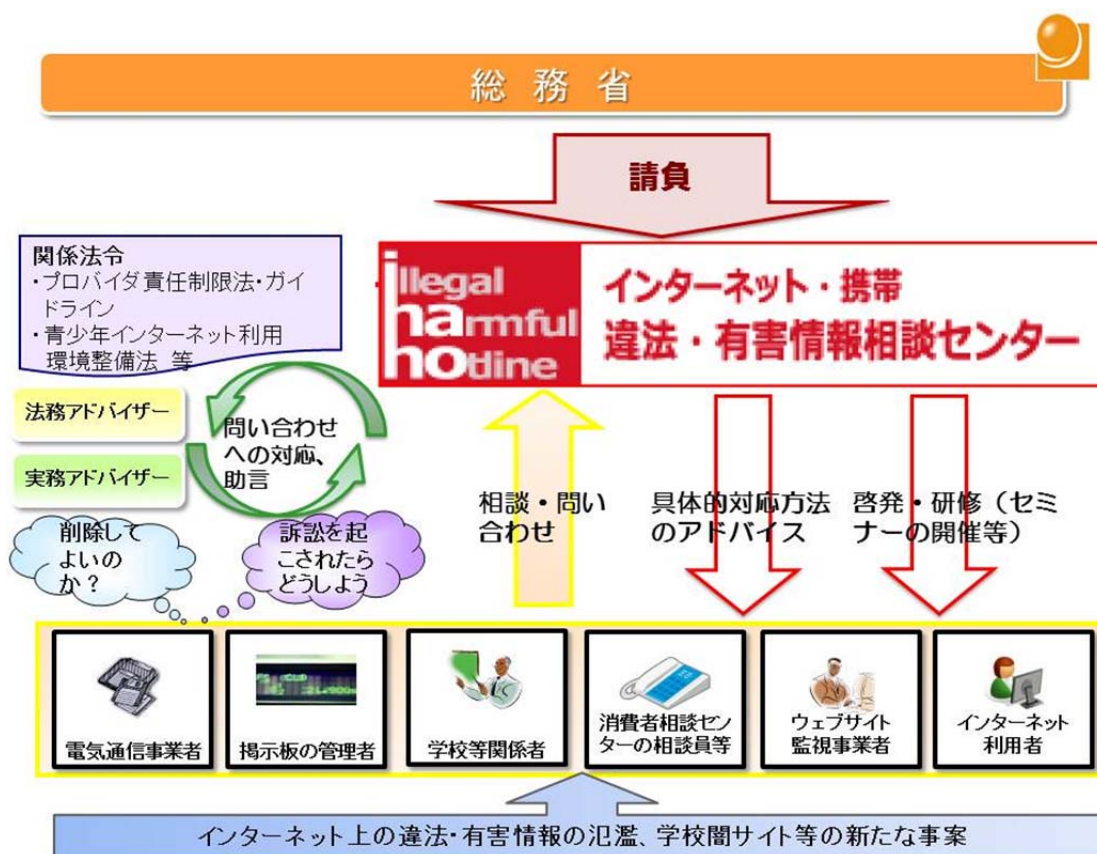 総務省
請負
関係法令
・プロバイダ責任制限法・ガイ
ドライン
・青少年インターネット利用
環境整備法 等
illegal
harmful
hotline
インターネット・携帯
違法・有害情報相談センター
法務アドバイザー
実務アドバイザー
問い合わせ
への対応、
助言
削除して
よいの
か？
訴訟を起
こされたら
どうしよう
相談・問い
合わせ
具体的対応方法
のアドバイス
啓発・研修（セミ
ナーの開催等）
電気通信事業者
掲示板の管理者
学校等関係者
消費者相談セン
ターの相談員等
ウェブサイト
監視事業者
インターネット
利用者
インターネット上の違法・有害情報の氾濫、学校闇サイト等の新たな事案